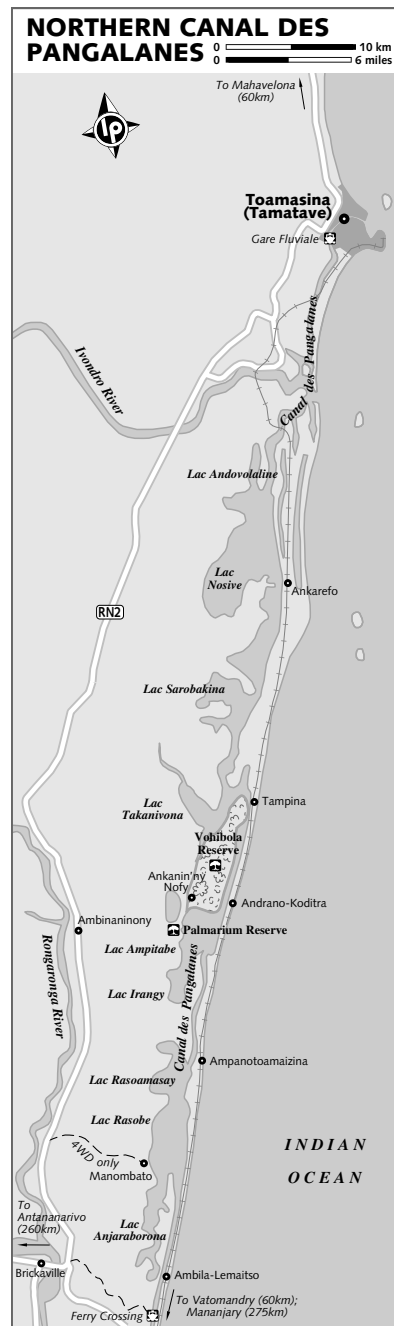 NORTHERN CANAL DES
PANGALANES
0 10 km
0 6 miles
To Mahavelona
(60km)
lp
Toamasina
(Tamatave)
Gare Fluviale
Canal des Pangalanes
Ivondro River
Lac Andovolaline
Lac
Nosive
Ankarefo
RN2
Lac Sarobakina
Lac
Takanivona
Tampina
Vohibola
Reserve
Ankanin'ny
Nofy
Andrano-Koditra
Ambinaninony
Palmarium Reserve
Lac Ampitabe
Rongaronga River
Canal des Pangalanes
Lac Irangy
Ampanotoamaizina
Lac Rasoamasay
Lac Rasobe
4WD only
Manombato
INDIAN
OCEAN
To
Antananarivo
(260km)
Lac
Anjaraborona
Brickaville
Ambila-Lemaitso
To Vatomandry (60km);
Mananjary (275km)
Ferry Crossing